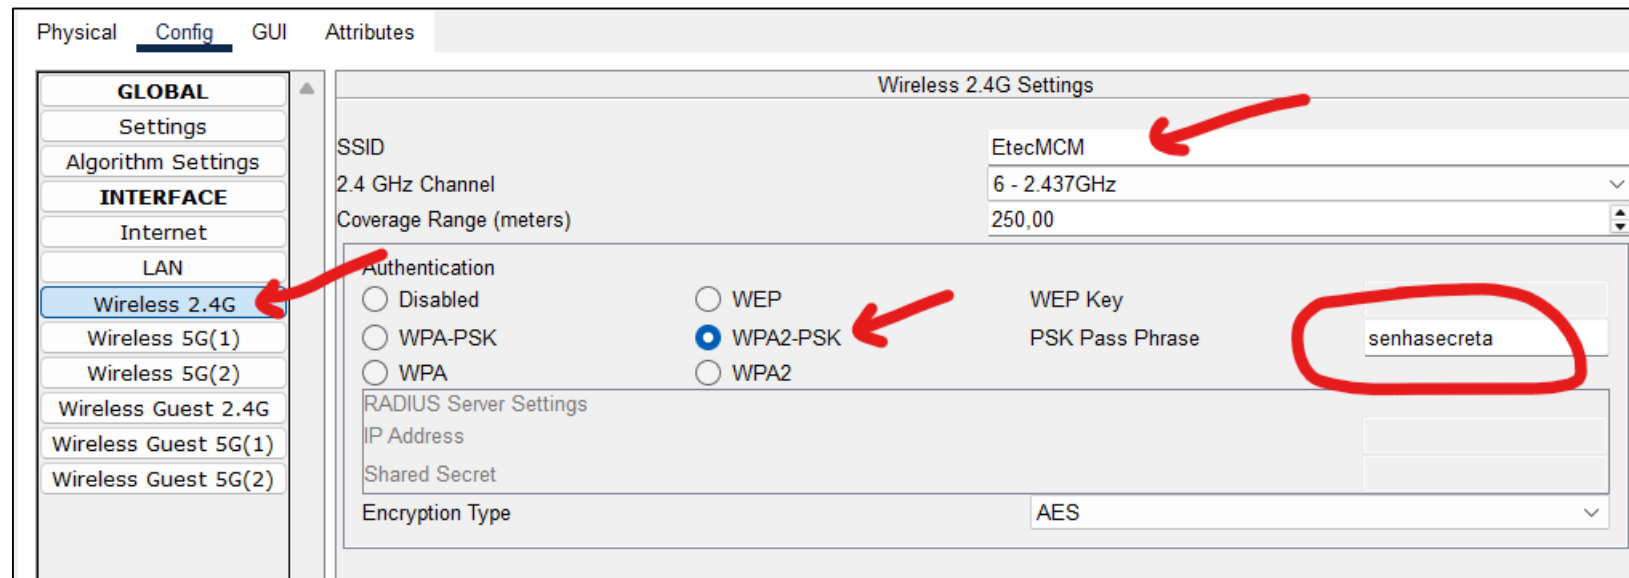 Physical Config GUI Attributes
GLOBAL
Settings
Algorithm Settings
INTERFACE
Internet
LAN
Wireless 2.4G
Wireless 5G(1)
Wireless 5G(2)
Wireless Guest 2.4G
Wireless Guest 5G(1)
Wireless Guest 5G(2)
Wireless 2.4G Settings
SSID EtecMCM
2.4 GHz Channel 6 - 2.437GHz
Coverage Range (meters) 250,00
Authentication
Disabled WEP WEP Key
WPA-PSK WPA2-PSK PSK Pass Phrase senhasecreta
WPA WPA2
RADIUS Server Settings
IP Address
Shared Secret
Encryption Type AES